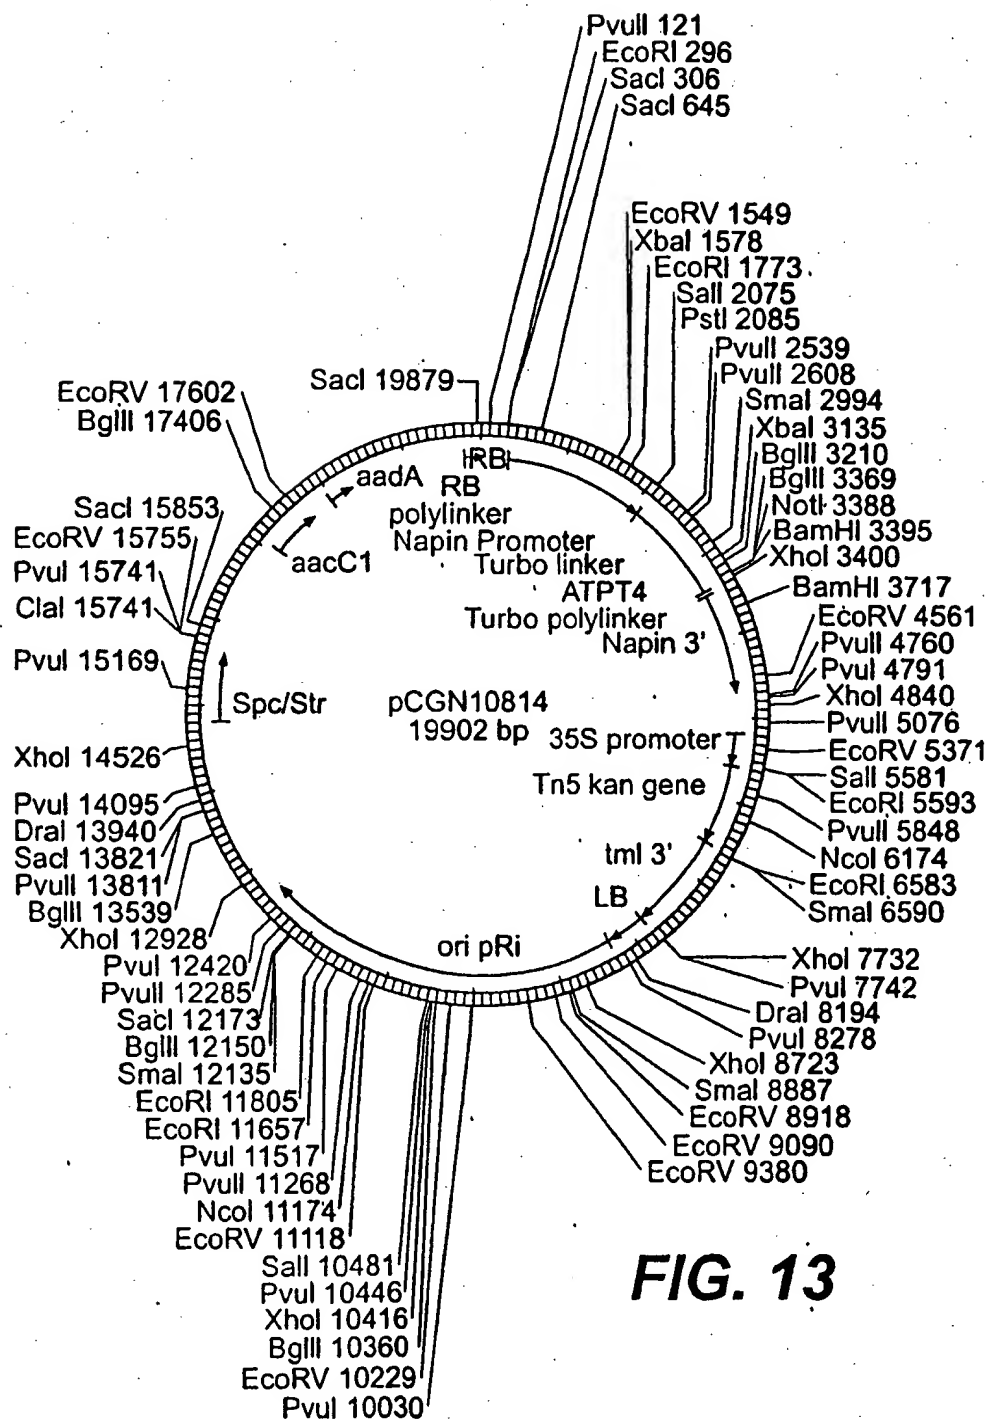 PvuII 121
EcoRI 296
SacI 306
SacI 645
EcoRV 1549
XbaI 1578
EcoRI 1773
SalI 2075
PstI 2085
PvuII 2539
PvuII 2608
SmaI 2994
XbaI 3135
BglII 3210
BglII 3369
NotI 3388
BamHI 3395
XhoI 3400
BamHI 3717
EcoRV 4561
PvuII 4760
PvuI 4791
XhoI 4840
PvuII 5076
EcoRV 5371
SalI 5581
EcoRI 5593
PvuII 5848
NcoI 6174
EcoRI 6583
SmaI 6590
XhoI 7732
PvuI 7742
DraI 8194
PvuI 8278
XhoI 8723
SmaI 8887
EcoRV 8918
EcoRV 9090
EcoRV 9380
SacI 19879
EcoRV 17602
BglII 17406
SacI 15853
EcoRV 15755
PvuI 15741
ClaI 15741
PvuI 15169
XhoI 14526
PvuI 14095
DraI 13940
SacI 13821
PvuII 13811
BglII 13539
XhoI 12928
PvuI 12420
PvuII 12285
SacI 12173
BglII 12150
SmaI 12135
EcoRI 11805
EcoRI 11657
PvuI 11517
PvuII 11268
NcoI 11174
EcoRV 11118
SalI 10481
PvuI 10446
XhoI 10416
BglII 10360
EcoRV 10229
PvuI 10030
RB
RB
polylinker
Napin Promoter
Turbo linker
ATPT4
Turbo polylinker
Napin 3'
aadA
aacC1
Spc/Str
pCGN10814
19902 bp
35S promoter
Tn5 kan gene
tml 3'
LB
ori pRi
FIG. 13